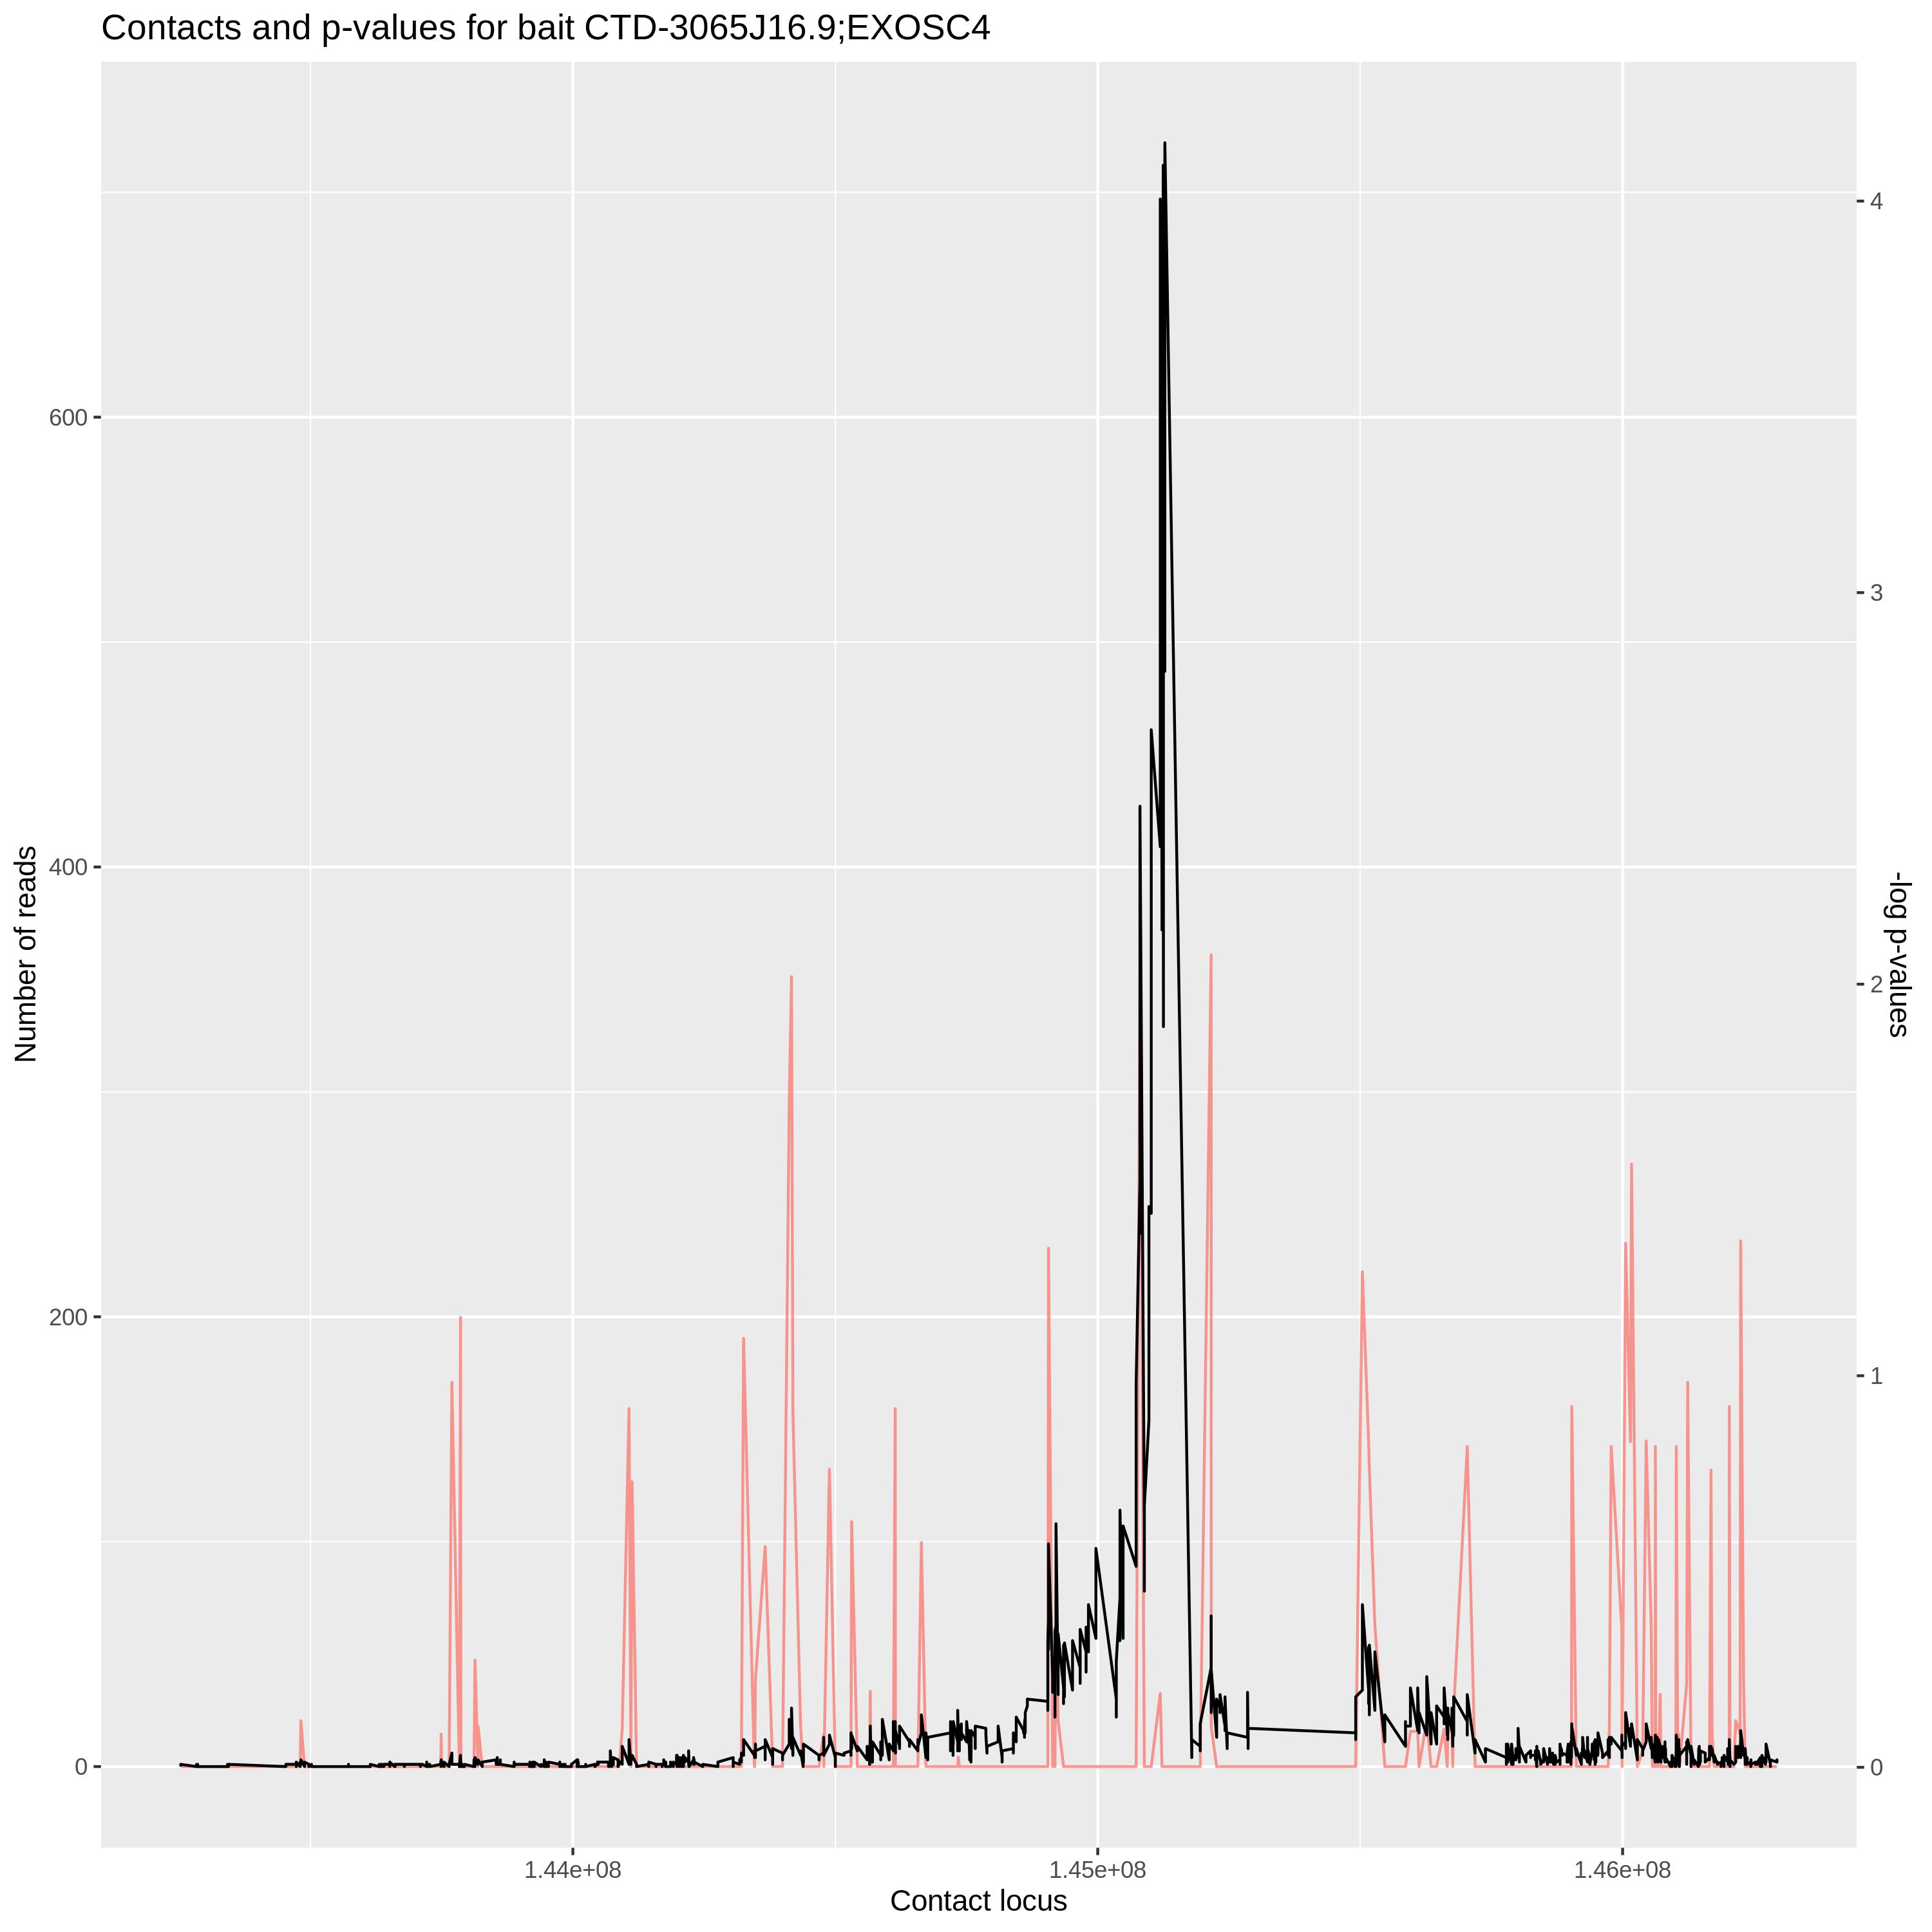 Contacts and p-values for bait CTD-3065J16.9;EXOSC4
Number of reads
600
400
200
0
4
3
2
1
0
-log p-values
1.44e+08
1.45e+08
1.46e+08
Contact locus